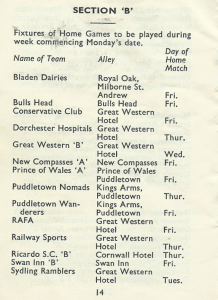 SECTION 'B'
Fixtures of Home Games to be played during
week commencing Monday's date.
Name of Team Alley Day of Home Match
Bladen Dairies Royal Oak,
Milborne St.
Andrew Fri.
Bulls Head Bulls Head Fri.
Conservative Club Great Western
Hotel Fri.
Dorchester Hospitals Great Western
Hotel Thur.
Great Western 'B' Great Western
Hotel Wed.
New Compasses 'A' New Compasses Fri.
Prince of Wales 'A' Prince of Wales
Puddletown Fri.
Puddletown Nomads Kings Arms,
Puddletown Fri.
Puddletown Wan- Kings Arms,
derers Puddletown Fri.
RAFA Great Western
Hotel Fri.
Railway Sports Great Western
Hotel Thur.
Ricardo S.C, 'B' Cornwall Hotel Thur.
Swan Inn 'B' Swan Inn Fri.
Sydling Ramblers Great Western
Hotel Tues.
14